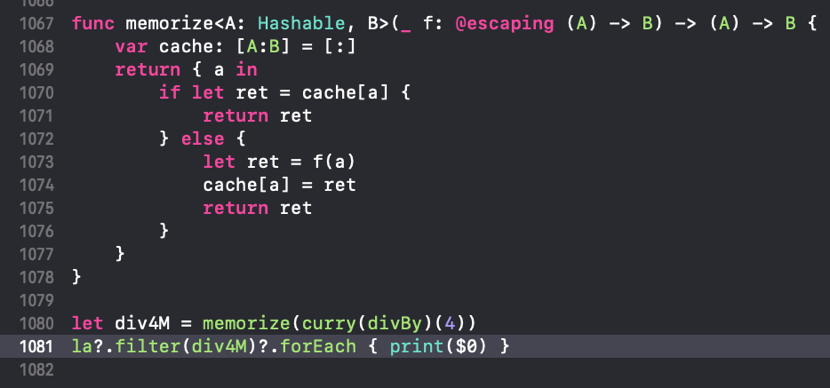 1066
1067 func memorize<A: Hashable, B>(_ f: @escaping (A) -> B) -> (A) -> B {
1068     var cache: [A:B] = [:]
1069     return { a in
1070         if let ret = cache[a] {
1071             return ret
1072         } else {
1073             let ret = f(a)
1074             cache[a] = ret
1075             return ret
1076         }
1077     }
1078 }
1079
1080 let div4M = memorize(curry(divBy)(4))
1081 la?.filter(div4M)?.forEach { print($0) }
1082